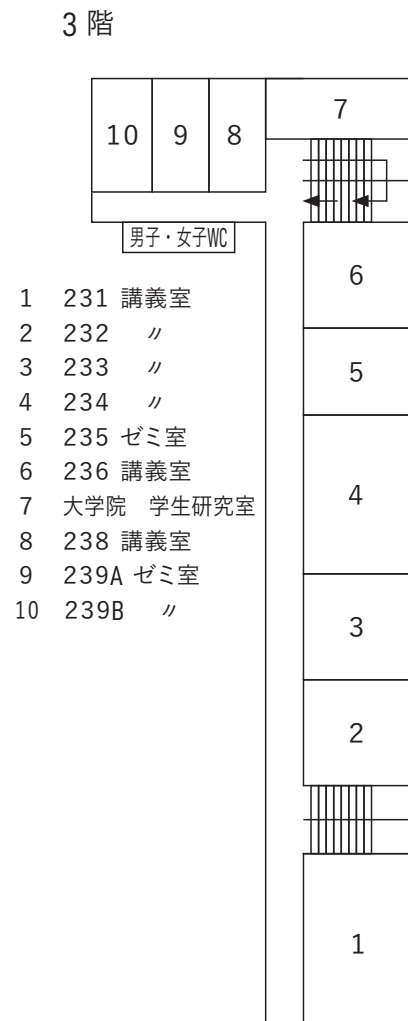 3 階
10 9 8 7
男子・女子WC
6
5
4
3
2
1
1 231 講義室
2 232 〃
3 233 〃
4 234 〃
5 235 ゼミ室
6 236 講義室
7 大学院 学生研究室
8 238 講義室
9 239A ゼミ室
10 239B 〃